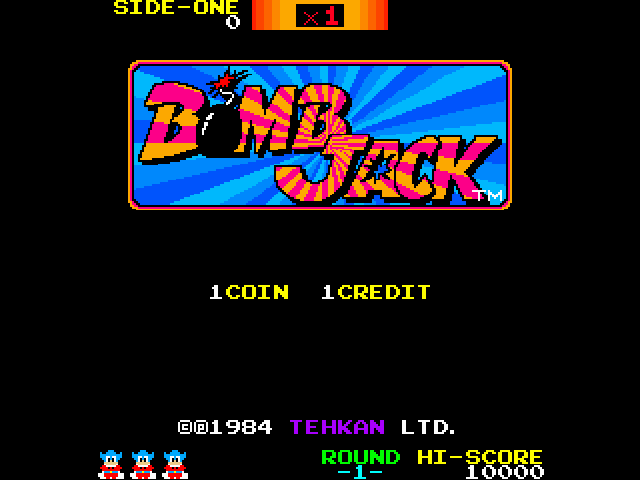 SIDE-ONE
0
×1
BOMB
JACK
TM
1COIN 1CREDIT
©℗1984 TEHKAN LTD.
ROUND HI-SCORE
-1- 10000